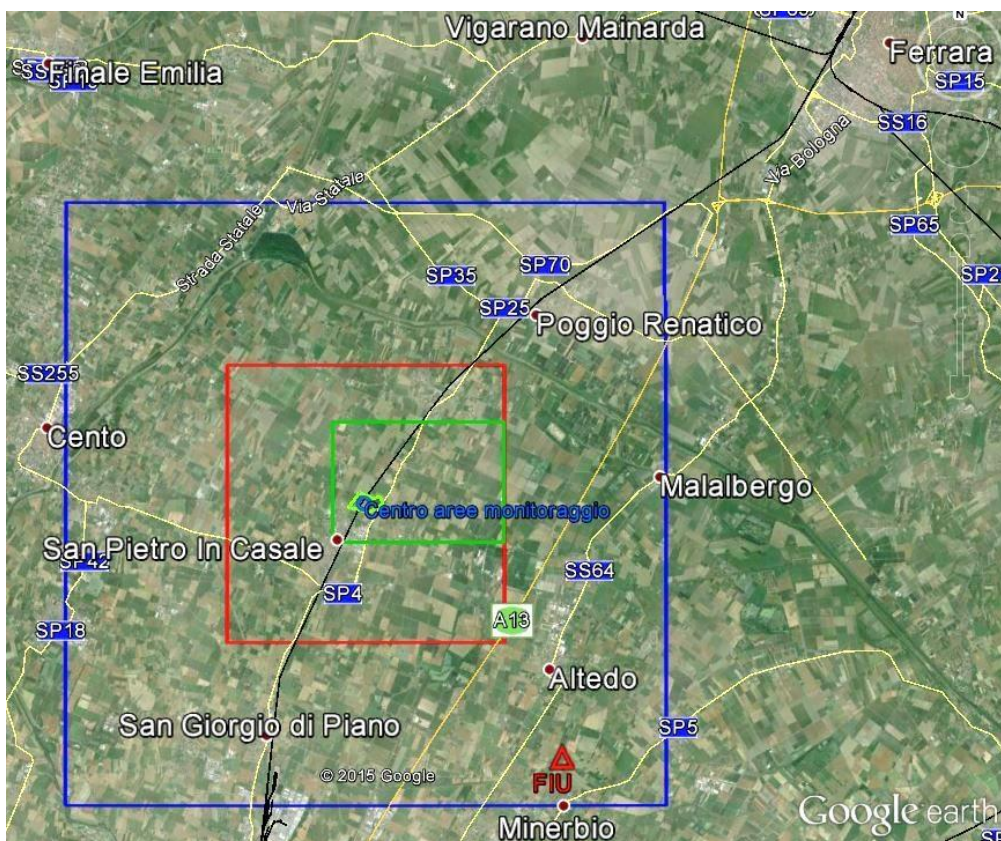 Vigarano Mainarda
N
Ferrara
Finale Emilia
SP15
SS16
Via Bologna
Via Statale
Strada Statale
SP65
SP70
SP35
SP25
Poggio Renatico
SS255
Cento
Malalbergo
Centro aree monitoraggio
San Pietro In Casale
SP42
SS64
SP4
A13
SP18
Altedo
San Giorgio di Piano
SP5
© 2015 Google
FIU
Google earth
Minerbio